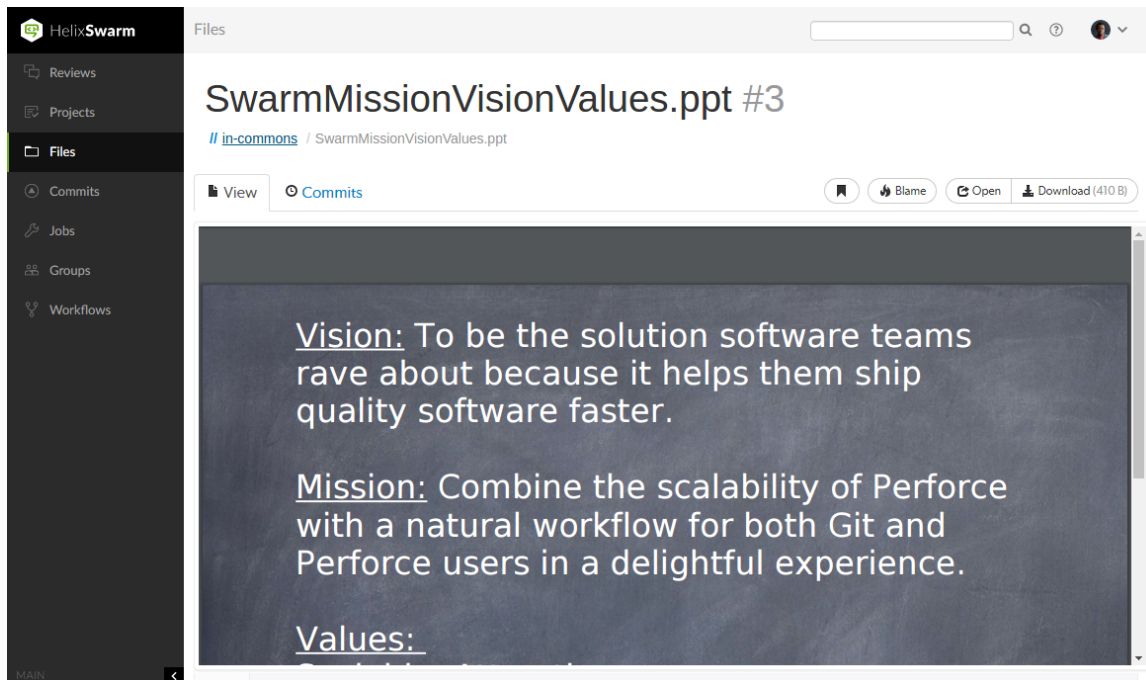 HelixSwarm
Files
Reviews
Projects
Files
Commits
Jobs
Groups
Workflows
MAIN
SwarmMissionVisionValues.ppt #3
// in-commons / SwarmMissionVisionValues.ppt
View
Commits
Blame
Open
Download (410 B)
Vision: To be the solution software teams
rave about because it helps them ship
quality software faster.
Mission: Combine the scalability of Perforce
with a natural workflow for both Git and
Perforce users in a delightful experience.
Values: